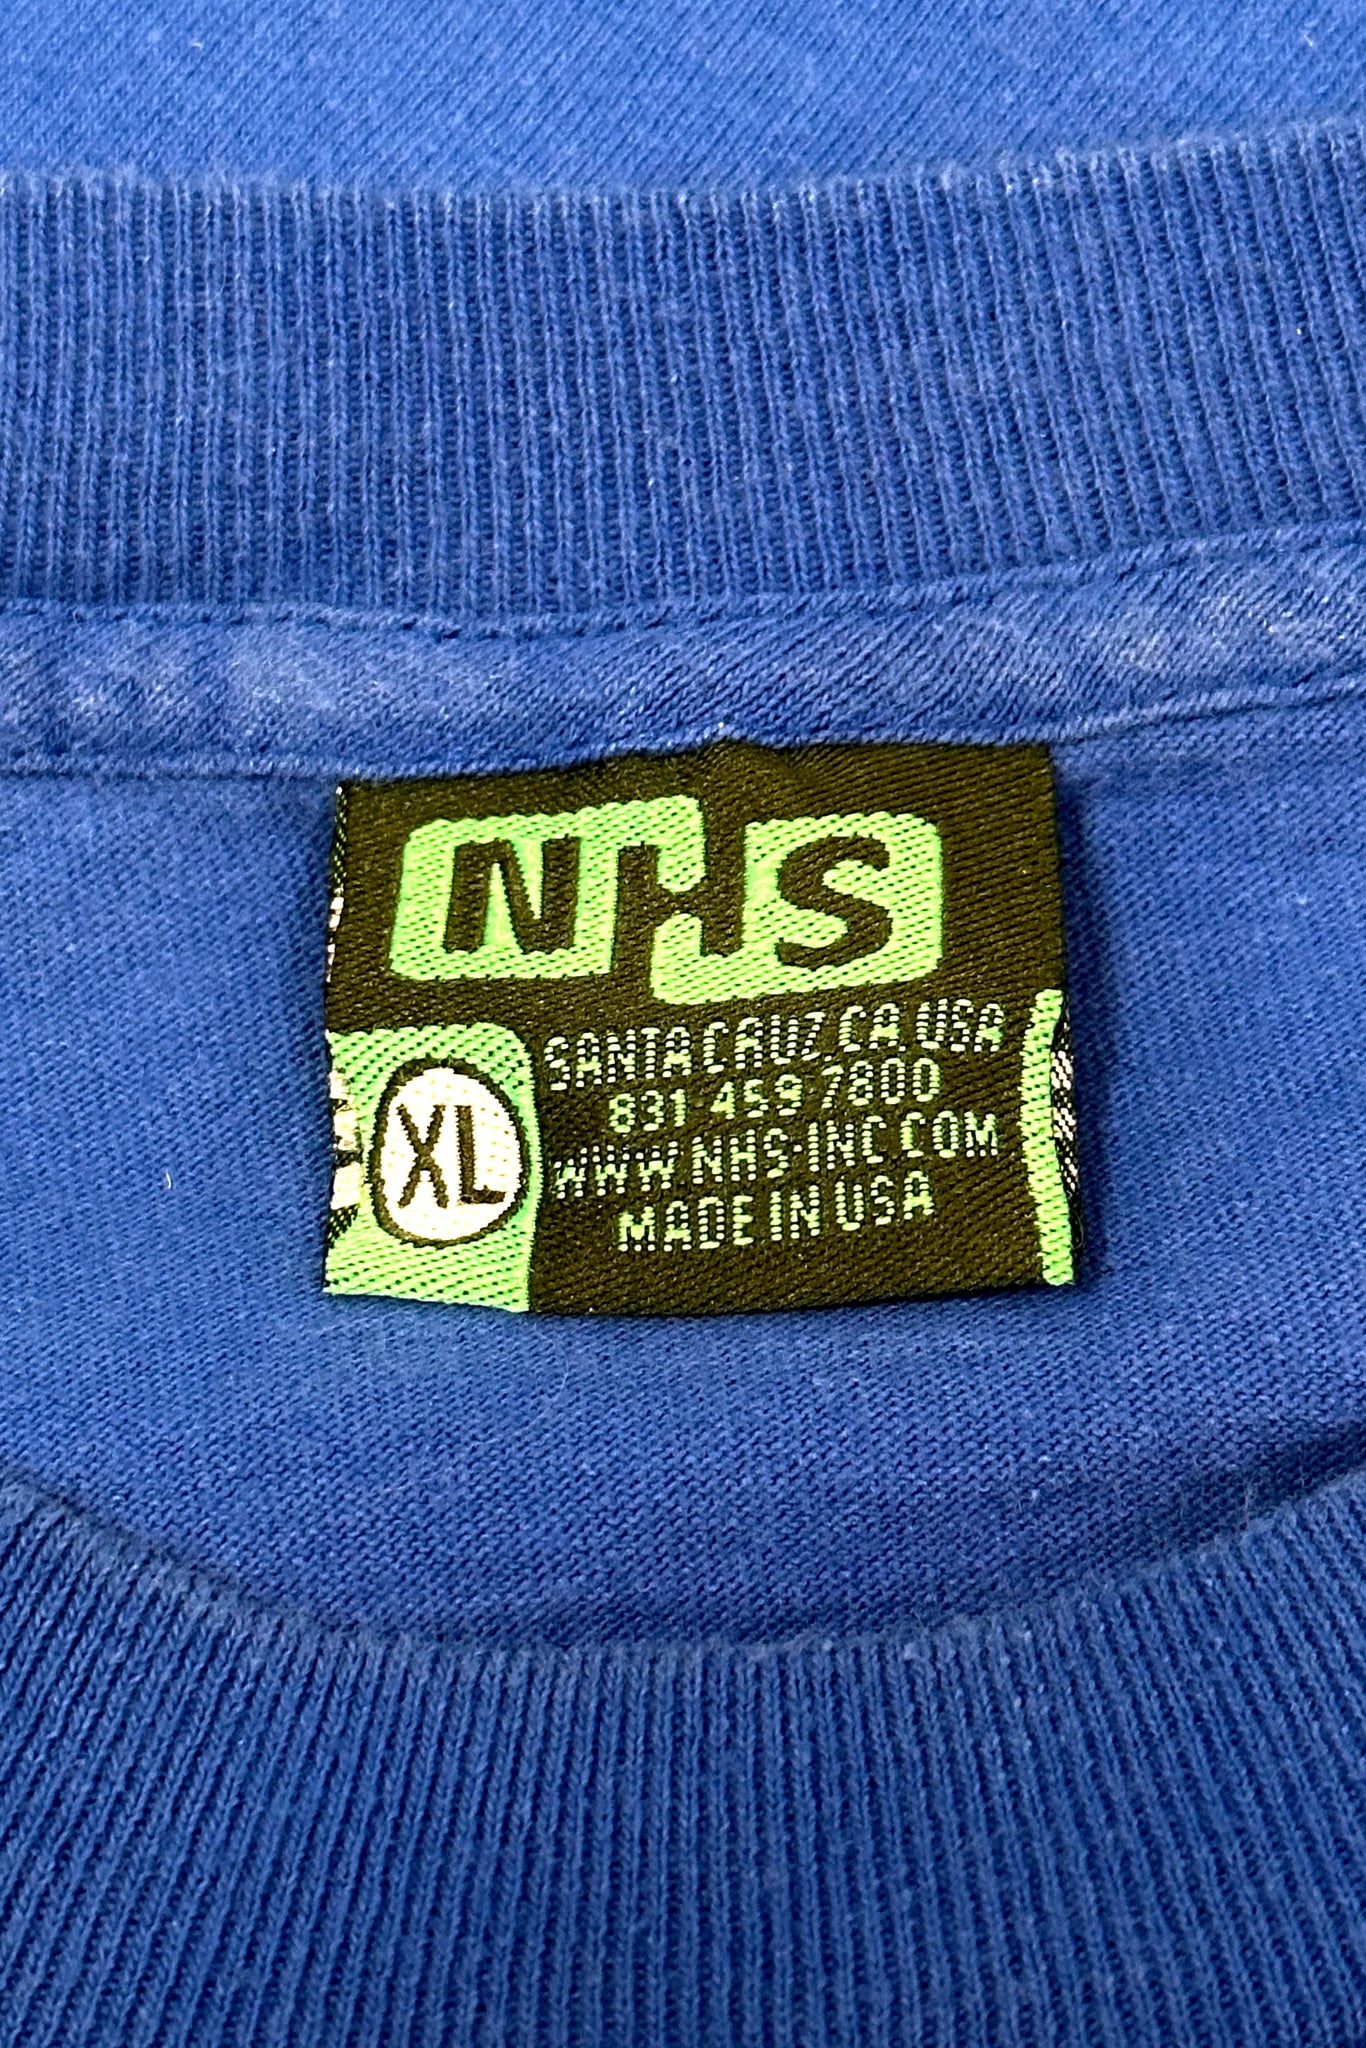 NHS
SANTA CRUZ, CA. USA
831-459-7800
WWW.NHS-INC.COM
MADE IN USA
XL